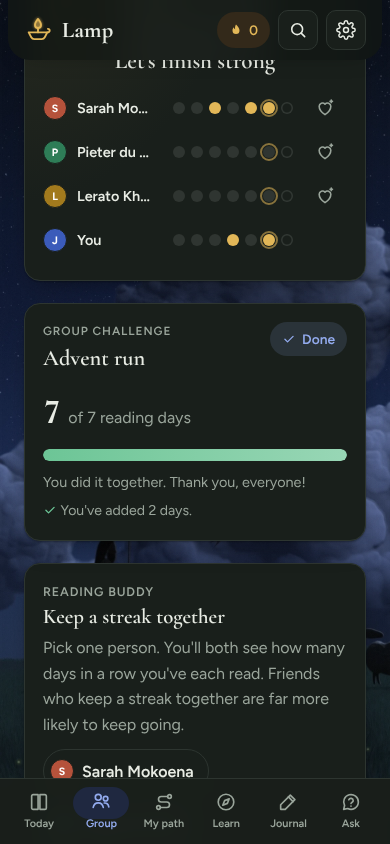 Lamp
0
Let's finish strong
S Sarah Mo...
P Pieter du ...
L Lerato Kh...
J You
GROUP CHALLENGE
Done
Advent run
7 of 7 reading days
You did it together. Thank you, everyone!
You've added 2 days.
READING BUDDY
Keep a streak together
Pick one person. You'll both see how many
days in a row you've each read. Friends
who keep a streak together are far more
likely to keep going.
S Sarah Mokoena
Today
Group
My path
Learn
Journal
Ask